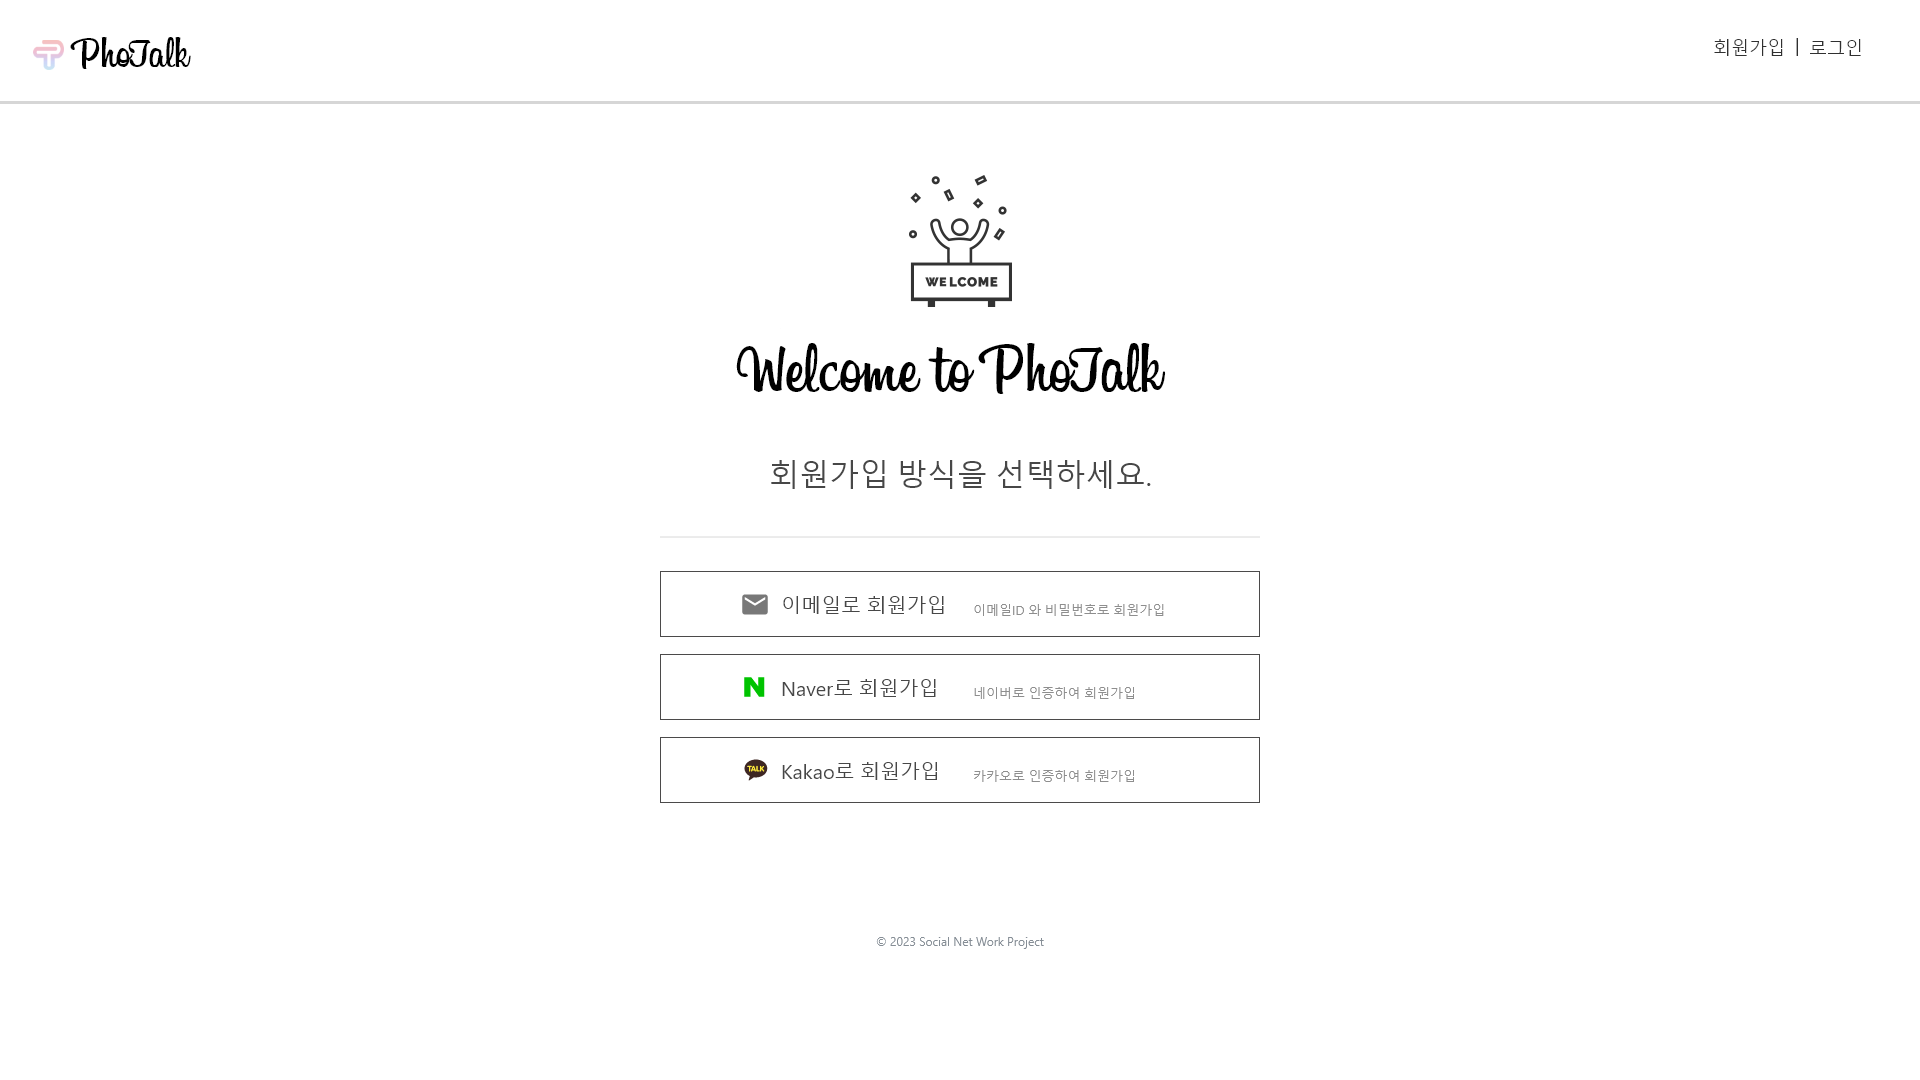 PhoTalk
회원가입 | 로그인
WELCOME
Welcome to PhoTalk
회원가입 방식을 선택하세요.
이메일로 회원가입 이메일ID 와 비밀번호로 회원가입
N Naver로 회원가입 네이버로 인증하여 회원가입
TALK Kakao로 회원가입 카카오로 인증하여 회원가입
© 2023 Social Net Work Project